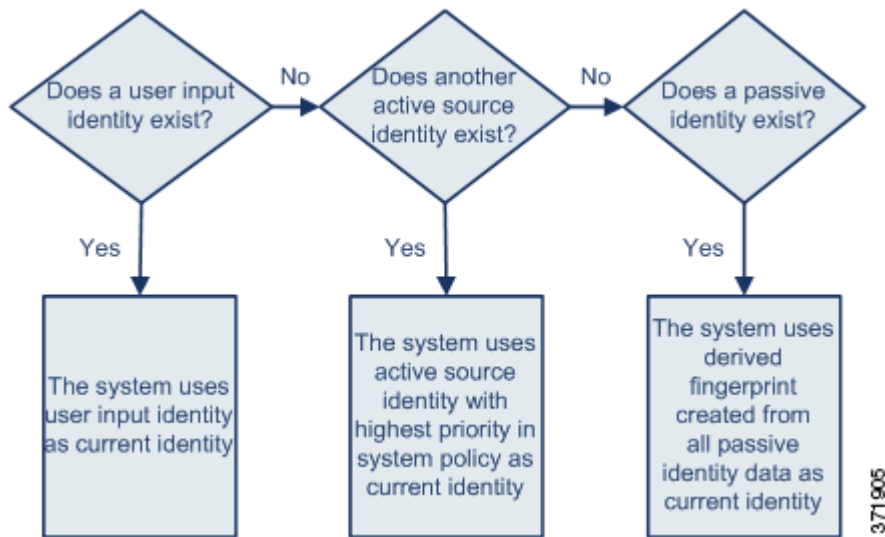 Does a user input
identity exist?
No
Does another
active source
identity exist?
No
Does a passive
identity exist?
Yes
Yes
Yes
The system uses
user input identity
as current identity
The system uses
active source
identity with
highest priority in
system policy as
current identity
The system uses
derived
fingerprint
created from
all passive
identity data as
current identity
371905